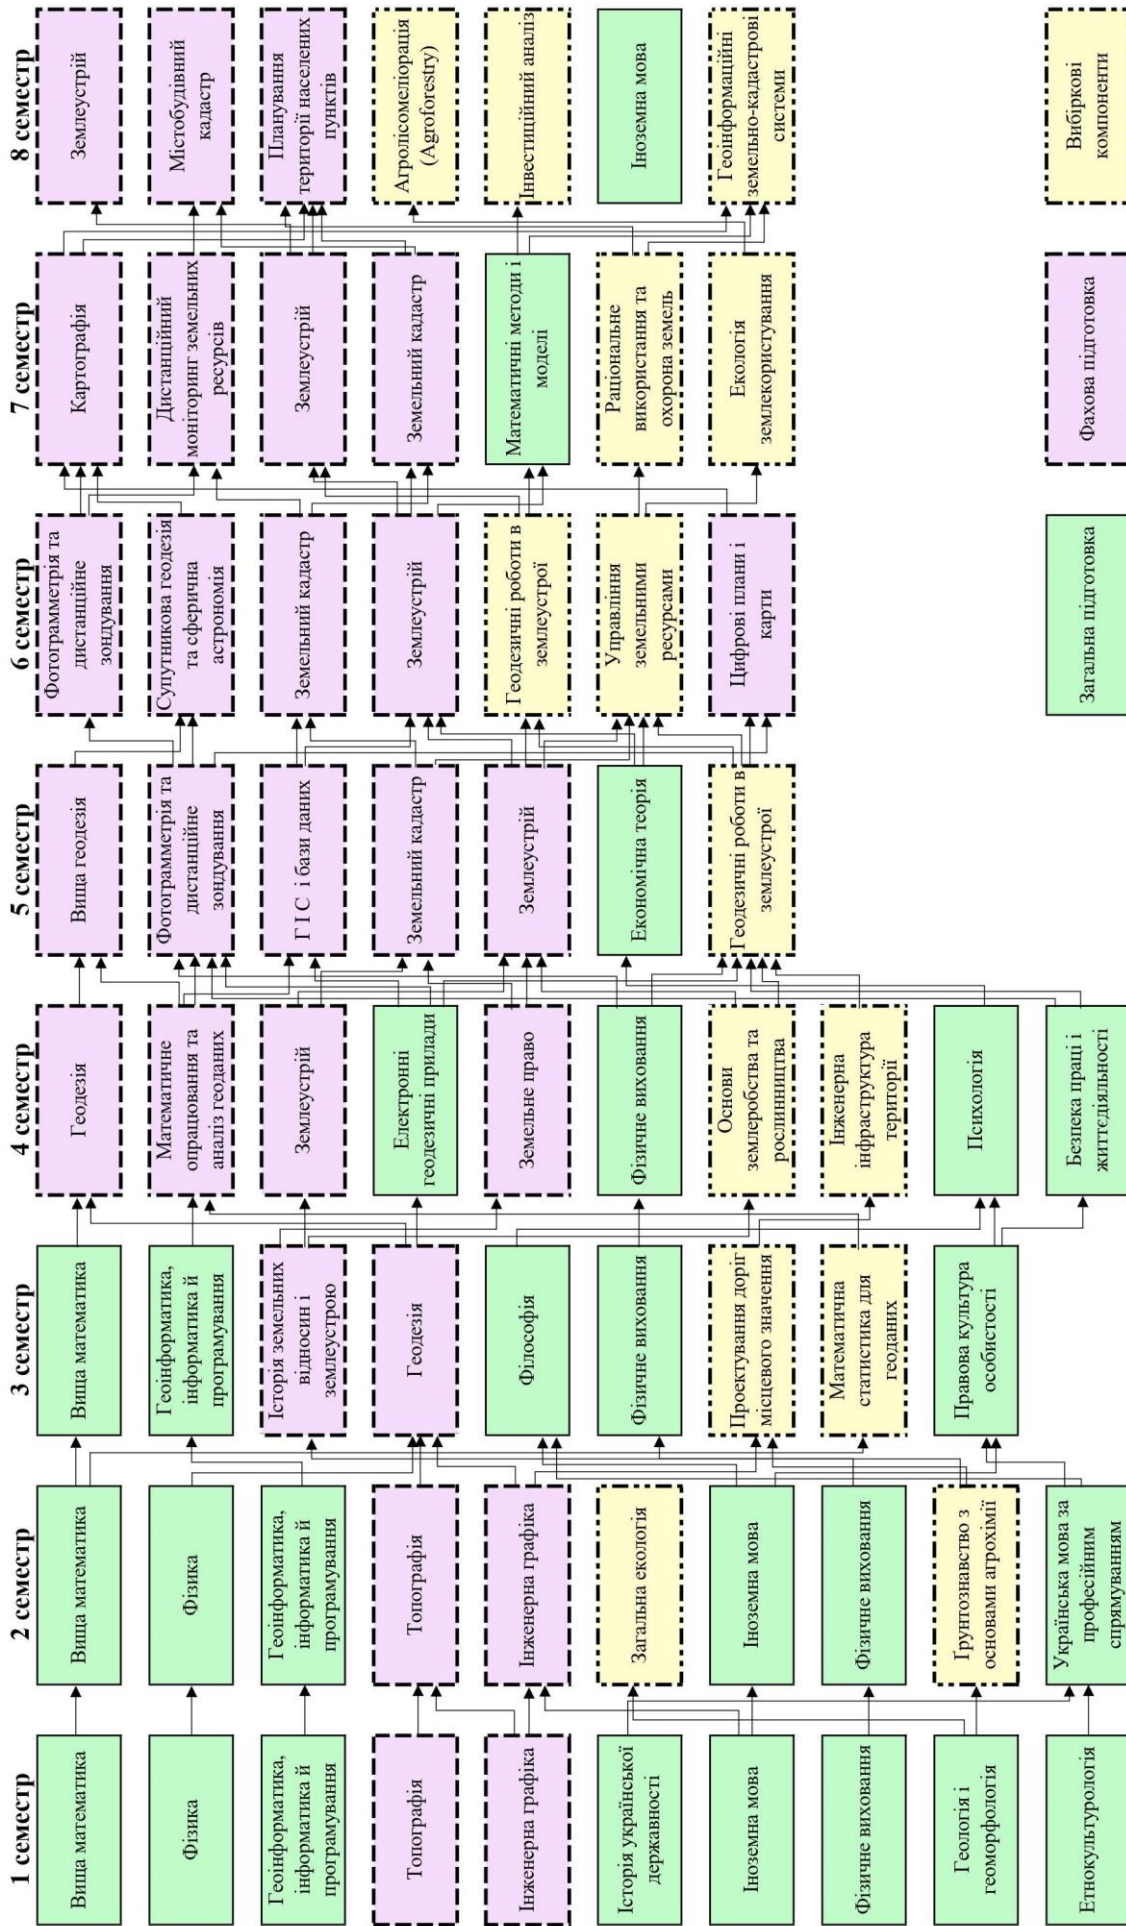 1 семестр
Вища математика
Фізика
Геоінформатика,
інформатика й
програмування
Топографія
Інженерна графіка
Історія української
державності
Іноземна мова
Фізичне виховання
Геологія і
геоморфологія
Етнокультурологія
2 семестр
Вища математика
Фізика
Геоінформатика,
інформатика й
програмування
Топографія
Інженерна графіка
Загальна екологія
Іноземна мова
Фізичне виховання
Ґрунтознавство з
основами агрохімії
Українська мова за
професійним
спрямуванням
3 семестр
Вища математика
Геоінформатика,
інформатика й
програмування
Історія земельних
відносин і
землеустрою
Геодезія
Філософія
Фізичне виховання
Проектування доріг
місцевого значення
Математична
статистика для
геоданих
Правова культура
особистості
4 семестр
Геодезія
Математичне
опрацювання та
аналіз геоданих
Землеустрій
Електронні
геодезичні прилади
Земельне право
Фізичне виховання
Основи
землеробства та
рослинництва
Інженерна
інфраструктура
території
Психологія
Безпека праці і
життєдіяльності
5 семестр
Вища геодезія
Фотограмметрія та
дистанційне
зондування
Г І С і бази даних
Земельний кадастр
Землеустрій
Економічна теорія
Геодезичні роботи в
землеустрої
6 семестр
Фотограмметрія та
дистанційне
зондування
Супутникова геодезія
та сферична
астрономія
Земельний кадастр
Землеустрій
Геодезичні роботи в
землеустрої
Управління
земельними
ресурсами
Цифрові плани і
карти
7 семестр
Картографія
Дистанційний
моніторинг земельних
ресурсів
Землеустрій
Земельний кадастр
Математичні методи і
моделі
Раціональне
використання та
охорона земель
Екологія
землекористування
8 семестр
Землеустрій
Містобудівний
кадастр
Планування
території населених
пунктів
Агролісомеліорація
(Agroforestry)
Інвестиційний аналіз
Іноземна мова
Геоінформаційні
земельно-кадастрові
системи
Загальна підготовка
Фахова підготовка
Вибіркові
компоненти